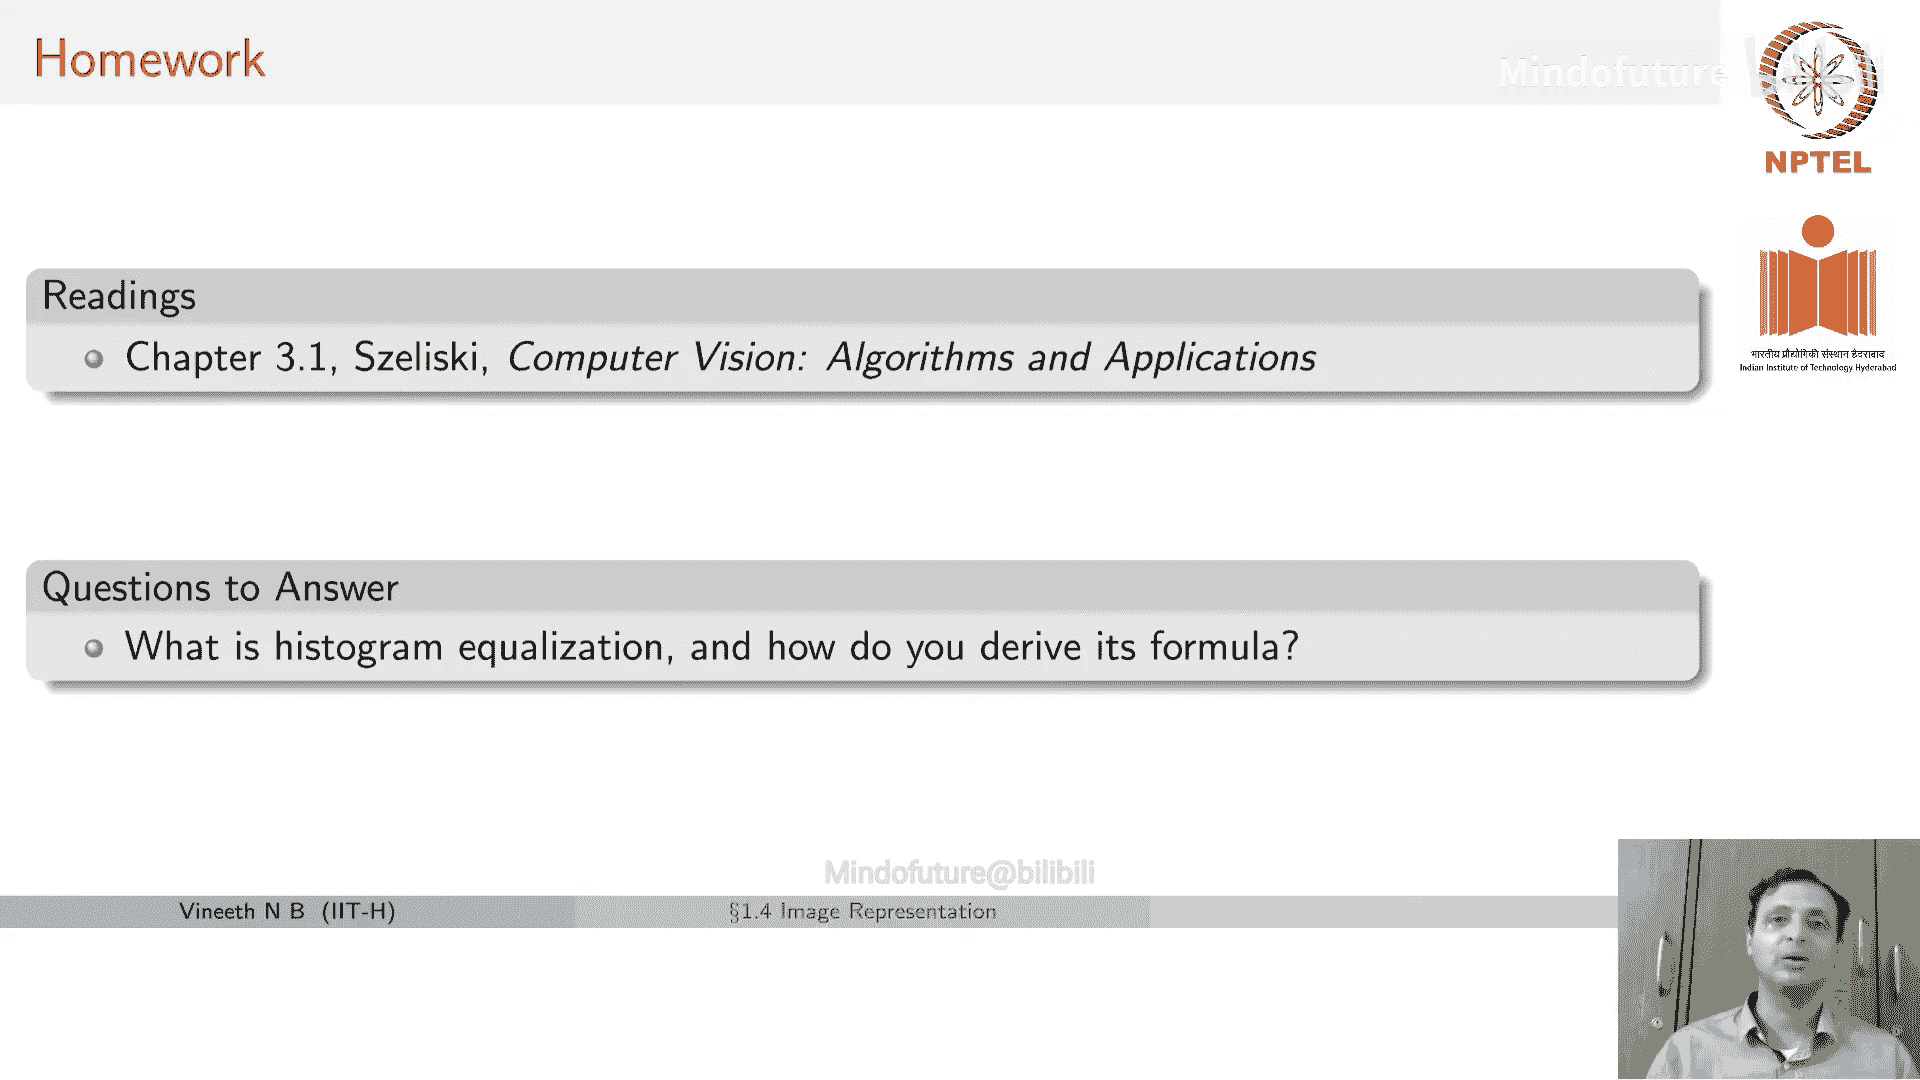 Homework
Mindofuture
NPTEL
भारतीय प्रौद्योगिकी संस्थान हैदराबाद
Indian Institute of Technology Hyderabad
Readings
Chapter 3.1, Szeliski, Computer Vision: Algorithms and Applications
Questions to Answer
What is histogram equalization, and how do you derive its formula?
Mindofuture@bilibili
Vineeth N B (IIT-H)
§1.4 Image Representation